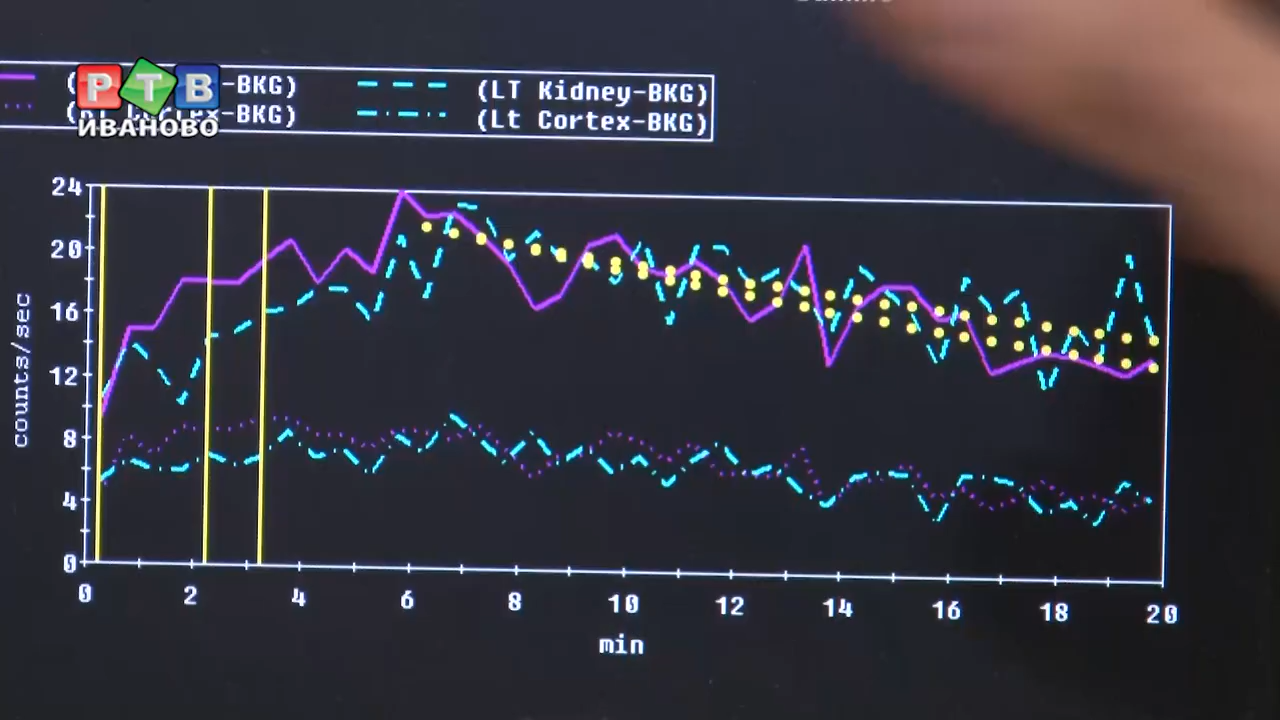 РТВ
ИВАНОВО
-BKG)
(LT Kidney-BKG)
-BKG)
(Lt Cortex-BKG)
24
20
16
12
8
4
0
counts/sec
0 2 4 6 8 10 12 14 16 18 20
min